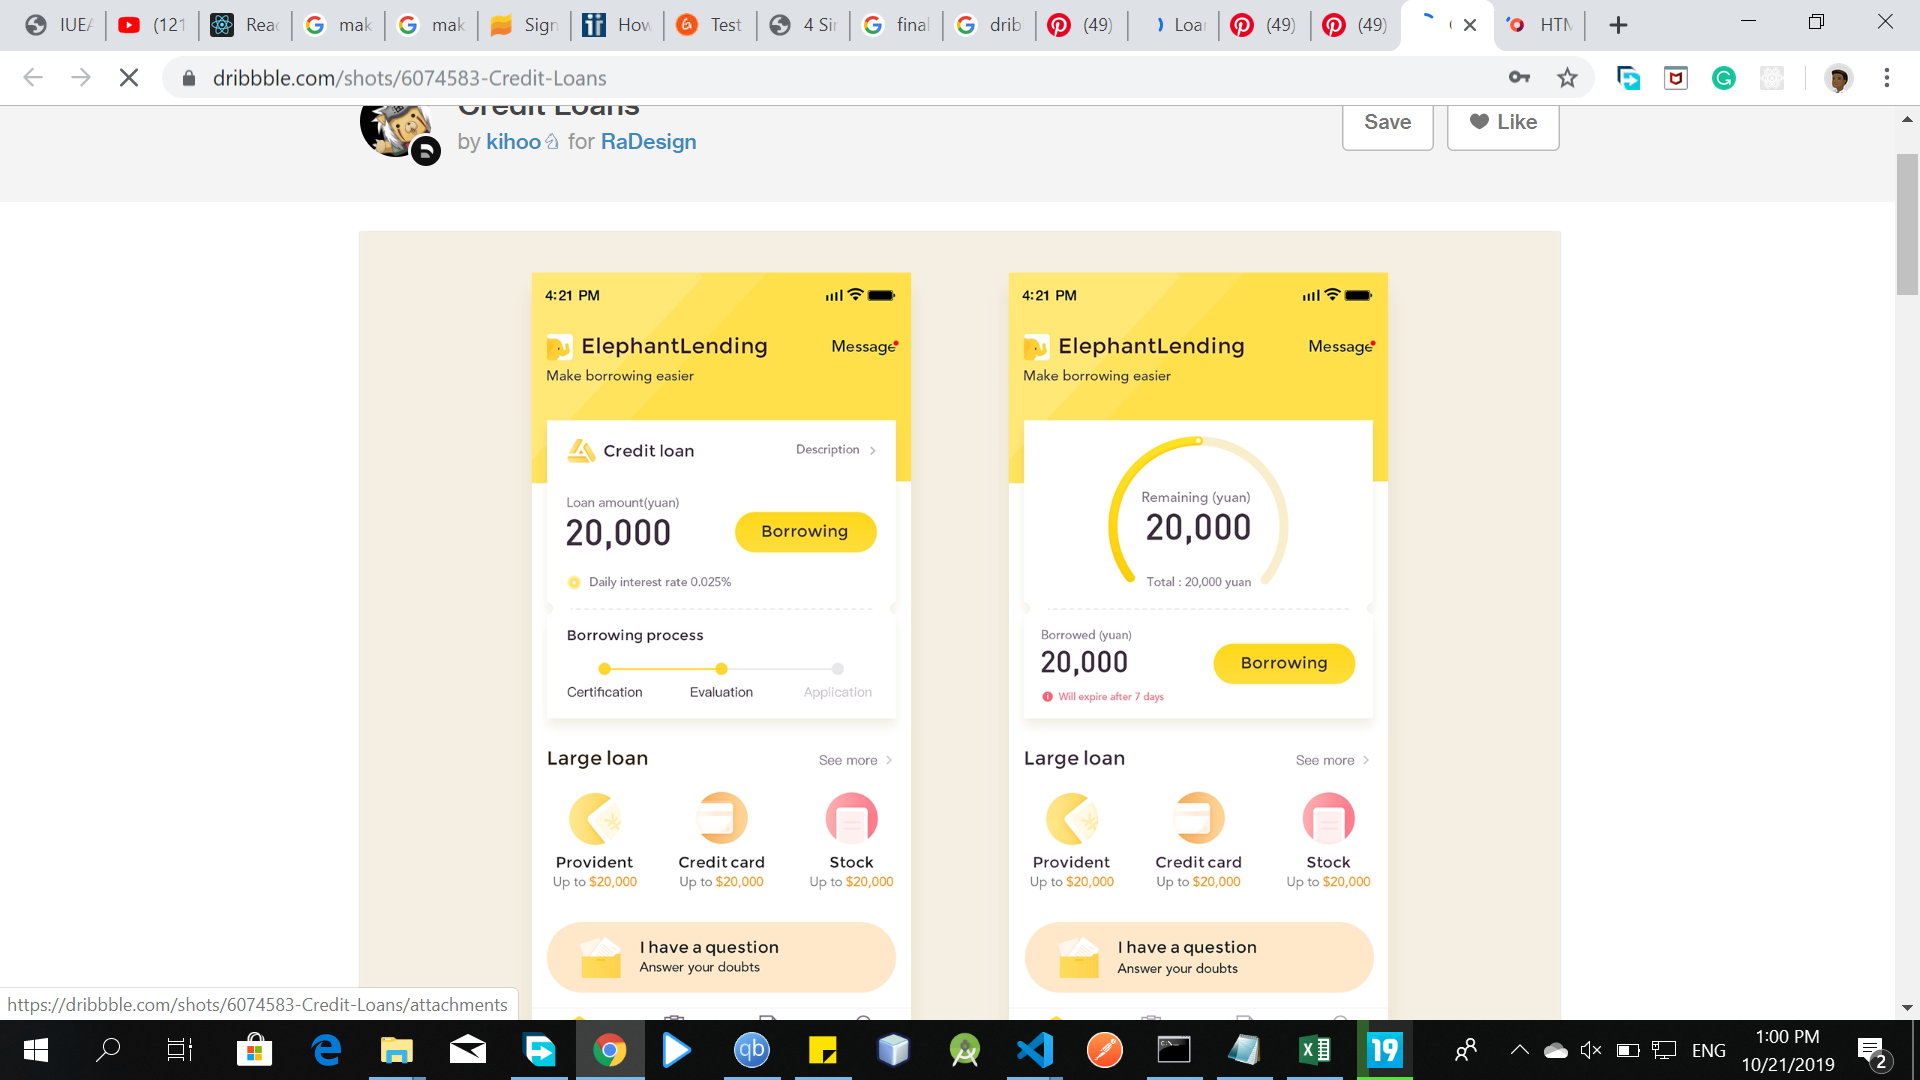 IUEA
(121
Reac
mak
mak
Sign
How
Test
4 Sir
final
drib
(49)
Loar
(49)
(49)
HTM
dribbble.com/shots/6074583-Credit-Loans
Credit Loans
by kihoo for RaDesign
Save
Like
4:21 PM
ElephantLending
Message
Make borrowing easier
Credit loan
Description
Loan amount(yuan)
20,000
Borrowing
Daily interest rate 0.025%
Borrowing process
Certification
Evaluation
Application
Large loan
See more
Provident
Credit card
Stock
Up to $20,000
Up to $20,000
Up to $20,000
I have a question
Answer your doubts
4:21 PM
ElephantLending
Message
Make borrowing easier
Remaining (yuan)
20,000
Total : 20,000 yuan
Borrowed (yuan)
20,000
Borrowing
Will expire after 7 days
Large loan
See more
Provident
Credit card
Stock
Up to $20,000
Up to $20,000
Up to $20,000
I have a question
Answer your doubts
https://dribbble.com/shots/6074583-Credit-Loans/attachments
qb
19
ENG
1:00 PM
10/21/2019
2